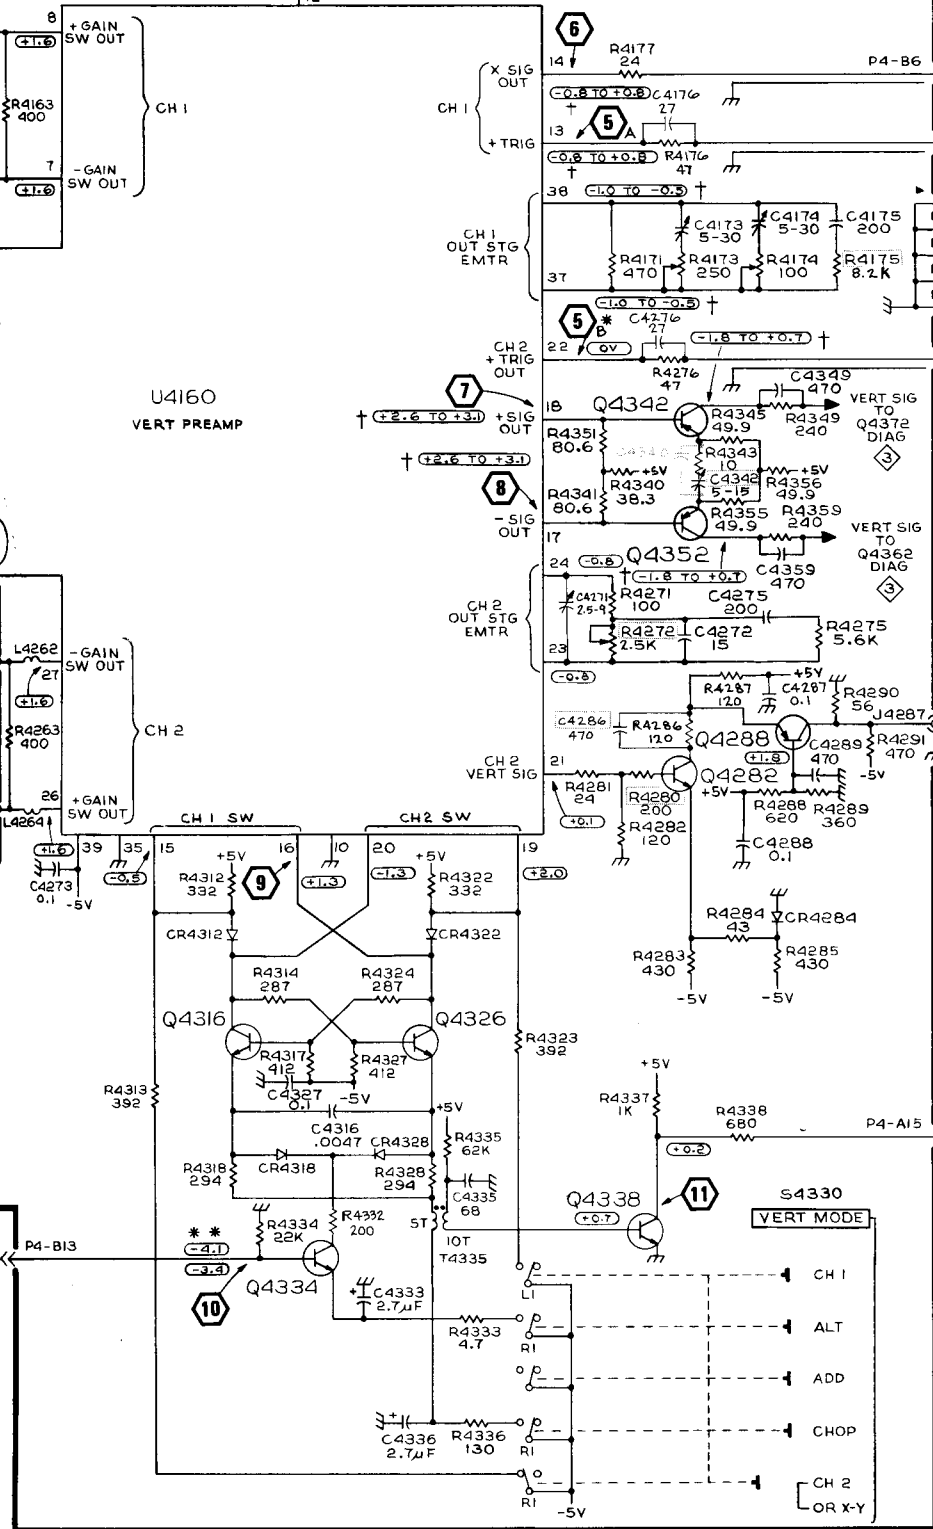 8
+ GAIN
SW OUT
+1.6
R4163
400
7
- GAIN
SW OUT
+1.6
CH 1
6
14
X SIG
OUT
R4177
24
P4-B6
-0.8 TO +0.8
†
C4176
27
CH 1
13
5
A
+ TRIG
-0.8 TO +0.8
†
R4176
47
38
-1.0 TO -0.5 †
CH 1
OUT STG
EMTR
R4171
470
C4173
5-30
R4173
250
C4174
5-30
R4174
100
C4175
200
R4175
8.2K
37
-1.0 TO -0.5 †
5
B
*
C4276
27
CH 2
+ TRIG
OUT
22
0V
R4276
47
-1.8 TO +0.7 †
U4160
VERT PREAMP
7
† +2.6 TO +3.1
18
+SIG
OUT
Q4342
† +2.6 TO +3.1
8
- SIG
OUT
17
R4351
80.6
R4341
80.6
+5V
R4340
38.3
R4345
49.9
R4343
10
C4342
5-15
R4355
49.9
C4349
470
R4349
240
VERT SIG
TO
Q4372
DIAG
3
+5V
R4356
49.9
R4359
240
C4359
470
VERT SIG
TO
Q4362
DIAG
3
Q4352
† -1.8 TO +0.7
24
-0.8
CH 2
OUT STG
EMTR
C4271
2.5-9
R4271
100
R4272
2.5K
C4272
15
C4275
200
R4275
5.6K
23
-0.8
L4262
- GAIN
SW OUT
27
+1.6
R4263
400
CH 2
26
+GAIN
SW OUT
L4264
+1.6
+5V
R4287
120
C4287
0.1
R4290
56
J4287
R4291
470
-5V
C4286
470
R4286
120
Q4288
+1.8
C4289
470
CH 2
VERT SIG
21
R4281
24
+0.1
R4280
200
R4282
120
Q4282
+5V
R4288
620
R4289
360
C4288
0.1
CH 1 SW
CH2 SW
39
35
15
16
10
20
19
C4273
0.1
-5V
-0.5
+5V
R4312
332
9
+1.3
-1.3
+5V
R4322
332
+2.0
CR4312
CR4322
R4284
43
CR4284
R4283
430
R4285
430
-5V
-5V
R4314
287
R4324
287
Q4316
Q4326
R4323
392
R4317
412
R4327
412
C4327
0.1
-5V
R4313
392
C4316
.0047
+5V
R4335
62K
+5V
R4337
1K
R4338
680
P4-A15
+0.2
CR4318
CR4328
R4318
294
R4328
294
C4335
68
Q4338
+0.7
11
S4330
VERT MODE
5T
10T
T4335
R4332
200
P4-B13
* *
-4.1
-3.4
R4334
22K
10
Q4334
+
C4333
2.7µF
R4333
4.7
L1
CH 1
R1
ALT
ADD
+
C4336
2.7µF
R4336
130
R1
CHOP
R1
CH 2
OR X-Y
-5V